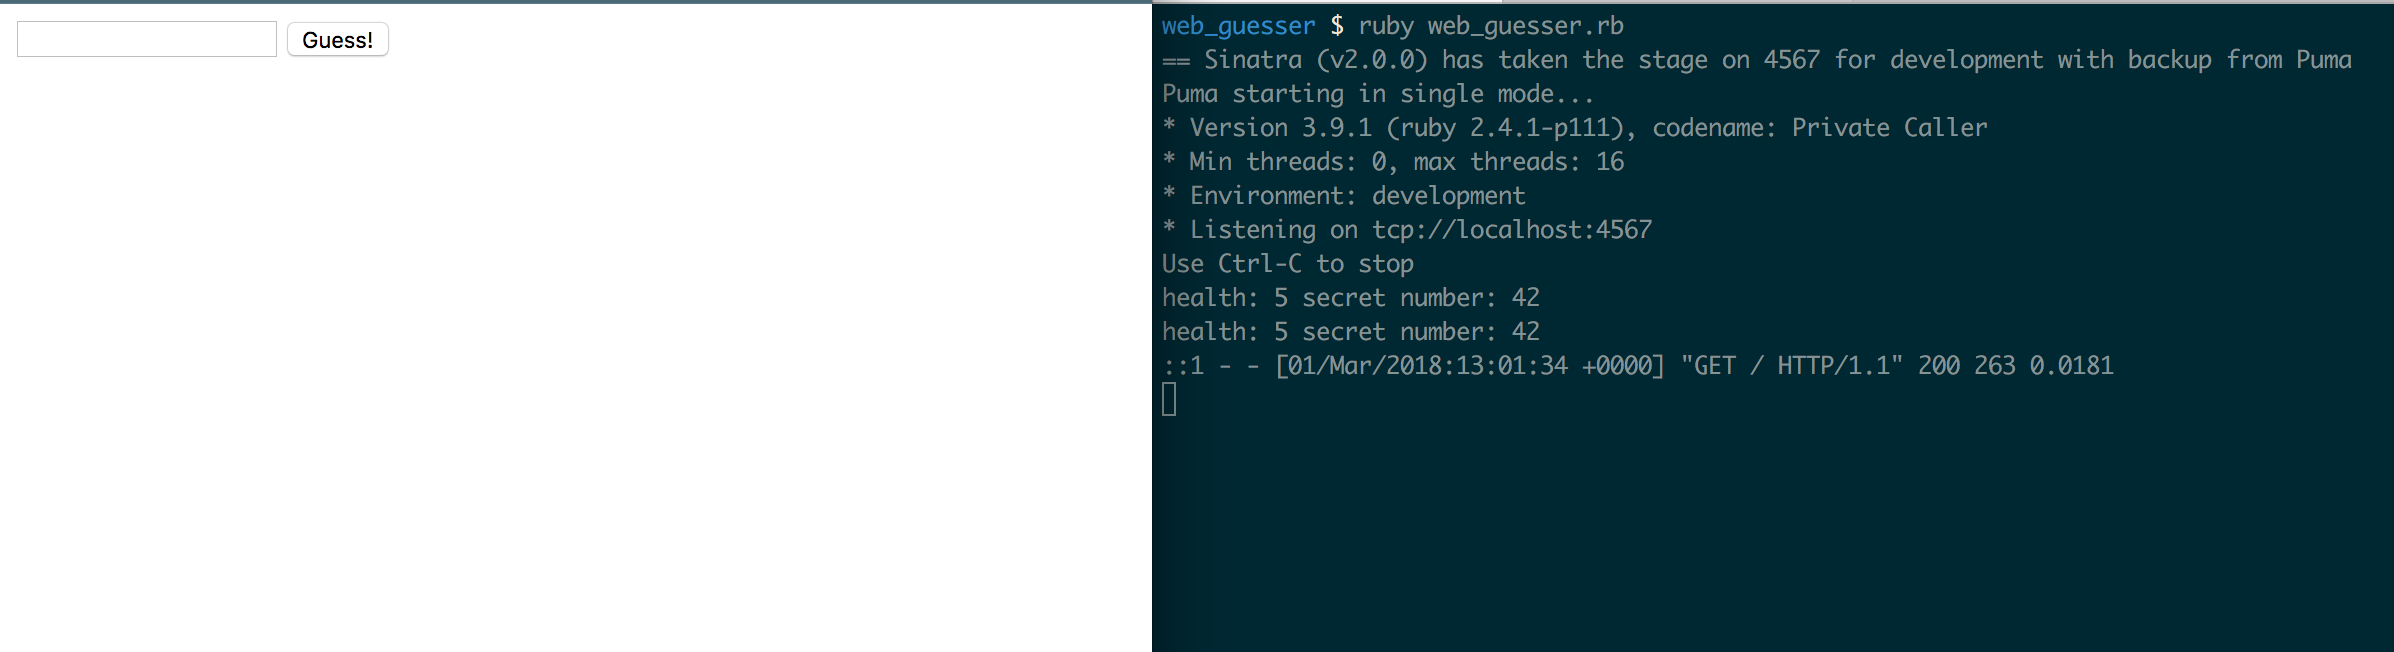 Guess!
web_guesser $ ruby web_guesser.rb
== Sinatra (v2.0.0) has taken the stage on 4567 for development with backup from Puma
Puma starting in single mode...
* Version 3.9.1 (ruby 2.4.1-p111), codename: Private Caller
* Min threads: 0, max threads: 16
* Environment: development
* Listening on tcp://localhost:4567
Use Ctrl-C to stop
health: 5 secret number: 42
health: 5 secret number: 42
::1 - - [01/Mar/2018:13:01:34 +0000] "GET / HTTP/1.1" 200 263 0.0181